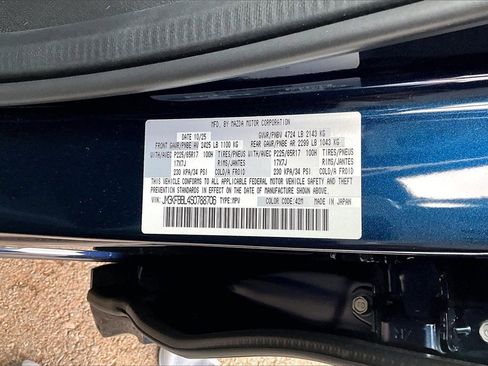 MFD. BY MAZDA MOTOR CORPORATION
DATE 10/25 GVWR/PNBV 4724 LB 2143 KG
FRONT GAWR/PNBE AV 2425 LB 1100 KG REAR GAWR/PNBE AR 2299 LB 1043 KG
WITH/AVEC P225/65R17 100H TIRES/PNEUS WITH/AVEC P225/65R17 100H TIRES/PNEUS
17X7J RIMS/JANTES 17X7J RIMS/JANTES
230 KPA/34 PSI COLD/A FROID 230 KPA/34 PSI COLD/A FROID
THIS VEHICLE CONFORMS TO ALL APPLICABLE FEDERAL MOTOR VEHICLE SAFETY
AND THEFT PREVENTION STANDARDS IN EFFECT ON THE DATE OF MANUFACTURE SHOWN ABOVE.
VIN: JM3KFBBL4S0788706 TYPE:MPV COLOR CODE:42M MADE IN JAPAN